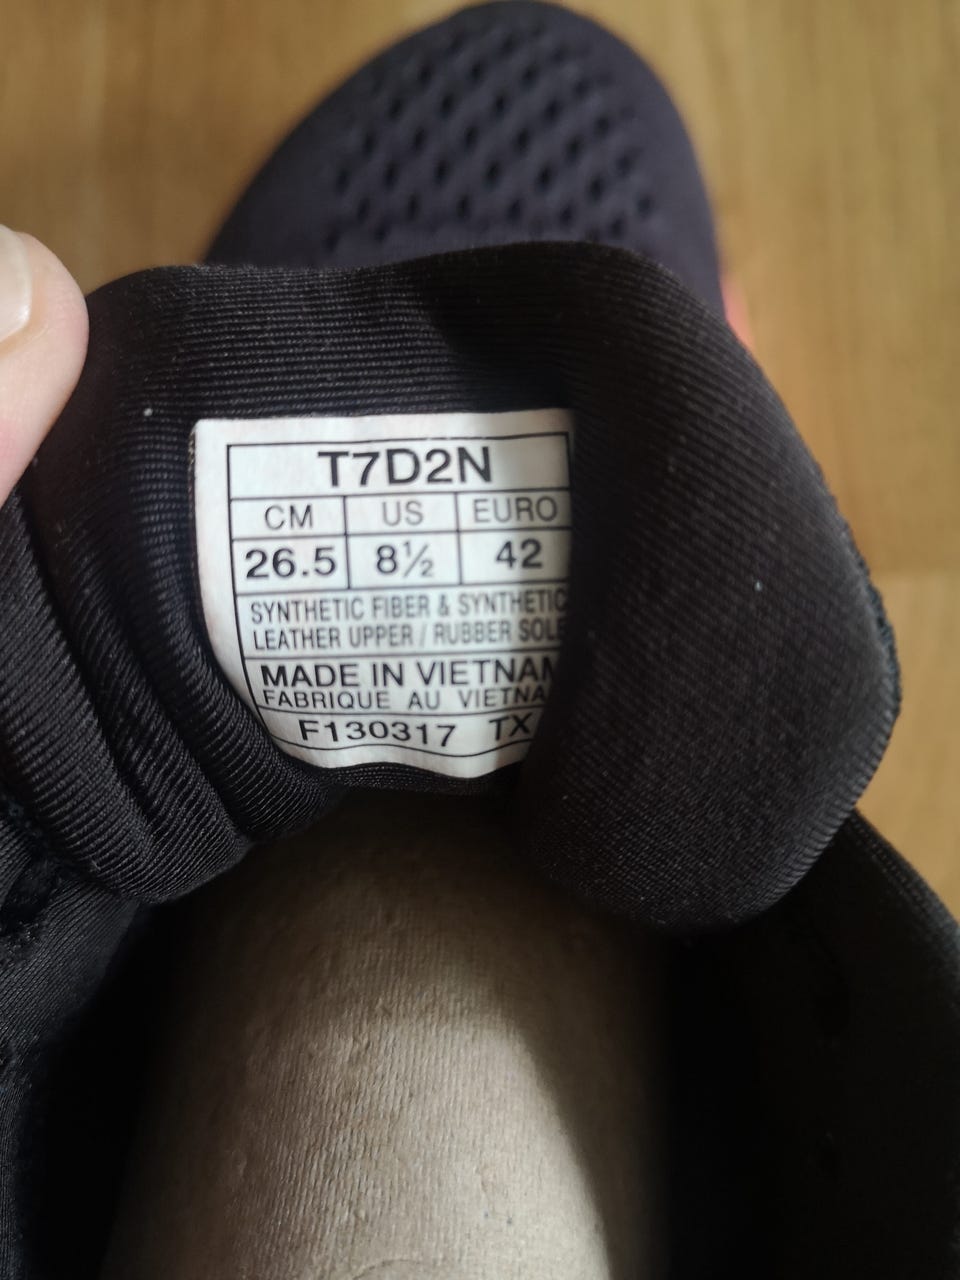 T7D2N
CM US EURO
26.5 8½ 42
SYNTHETIC FIBER & SYNTHETIC
LEATHER UPPER / RUBBER SOLE
MADE IN VIETNAM
FABRIQUE AU VIETNA
F130317 TX